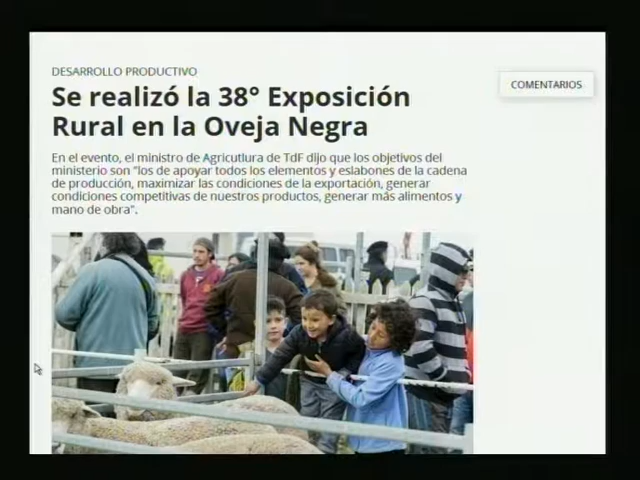 DESARROLLO PRODUCTIVO
COMENTARIOS
Se realizó la 38° Exposición
Rural en la Oveja Negra
En el evento, el ministro de Agricutlura de TdF dijo que los objetivos del
ministerio son "los de apoyar todos los elementos y eslabones de la cadena
de producción, maximizar las condiciones de la exportación, generar
condiciones competitivas de nuestros productos, generar más alimentos y
mano de obra".